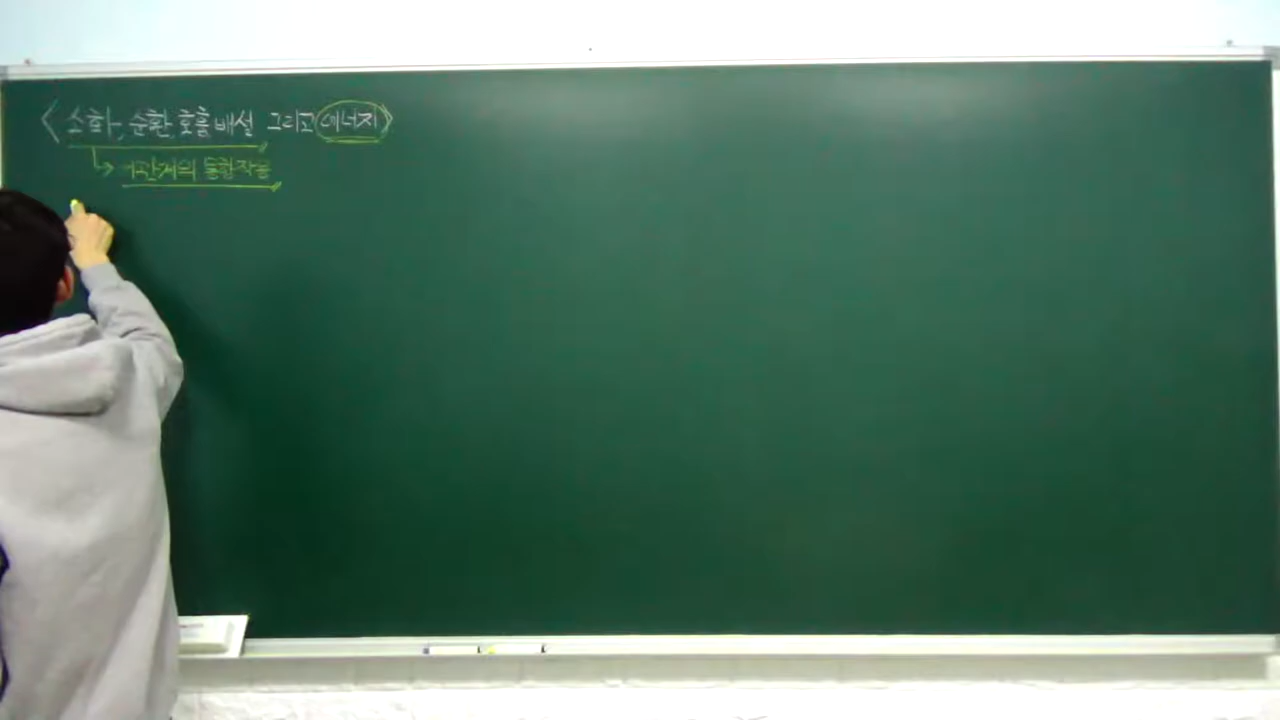 <소화, 순환, 호흡 배설 그리고 에너지>
→ 기관계의 통합작용